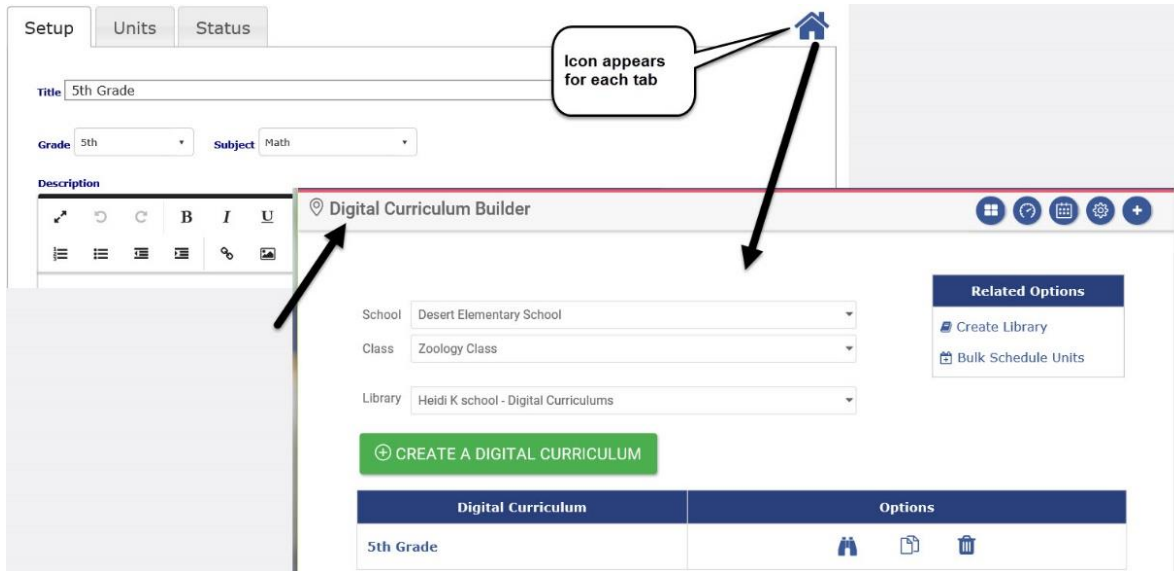 Setup Units Status
Icon appears
for each tab
Title 5th Grade
Grade 5th Subject Math
Description
B I U
Digital Curriculum Builder
Related Options
School Desert Elementary School
Create Library
Class Zoology Class
Bulk Schedule Units
Library Heidi K school - Digital Curriculums
CREATE A DIGITAL CURRICULUM
Digital Curriculum Options
5th Grade